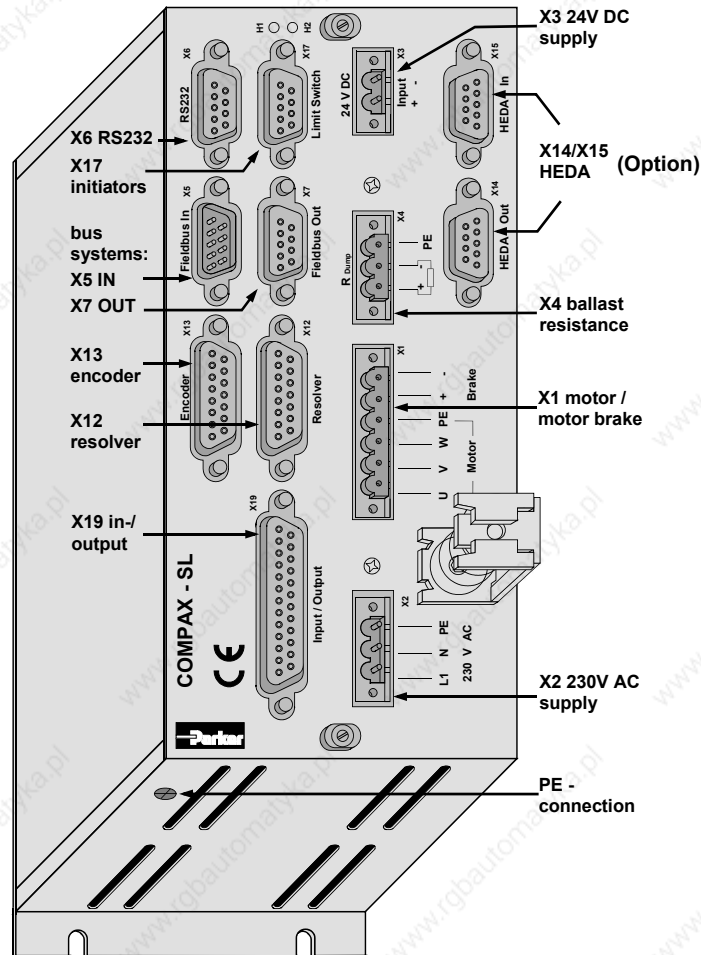 X3 24V DC
supply
H1
H2
X6
X17
X3
X15
RS232
Limit Switch
24 V DC
Input
+ -
HEDA In
X6 RS232
X17
initiators
X14/X15
HEDA
(Option)
X5
X7
X4
X14
Fieldbus In
Fieldbus Out
R Dump
PE
-
+
HEDA Out
bus
systems:
X5 IN
X7 OUT
X4 ballast
resistance
X13
X12
X1
Encoder
Resolver
-
+
Brake
PE
W
V
U
Motor
X13
encoder
X12
resolver
X1 motor /
motor brake
X19 in-/
output
X19
Input / Output
COMPAX - SL
CE
X2
PE
N
L1
230 V AC
X2 230V AC
supply
Parker
PE -
connection
www.rgbautomatyka.pl